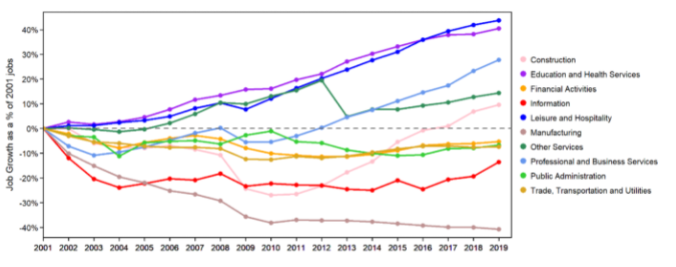 Job Growth as a % of 2001 jobs
40%
30%
20%
10%
0%
-10%
-20%
-30%
-40%
2001 2002 2003 2004 2005 2006 2007 2008 2009 2010 2011 2012 2013 2014 2015 2016 2017 2018 2019
Construction
Education and Health Services
Financial Activities
Information
Leisure and Hospitality
Manufacturing
Other Services
Professional and Business Services
Public Administration
Trade, Transportation and Utilities